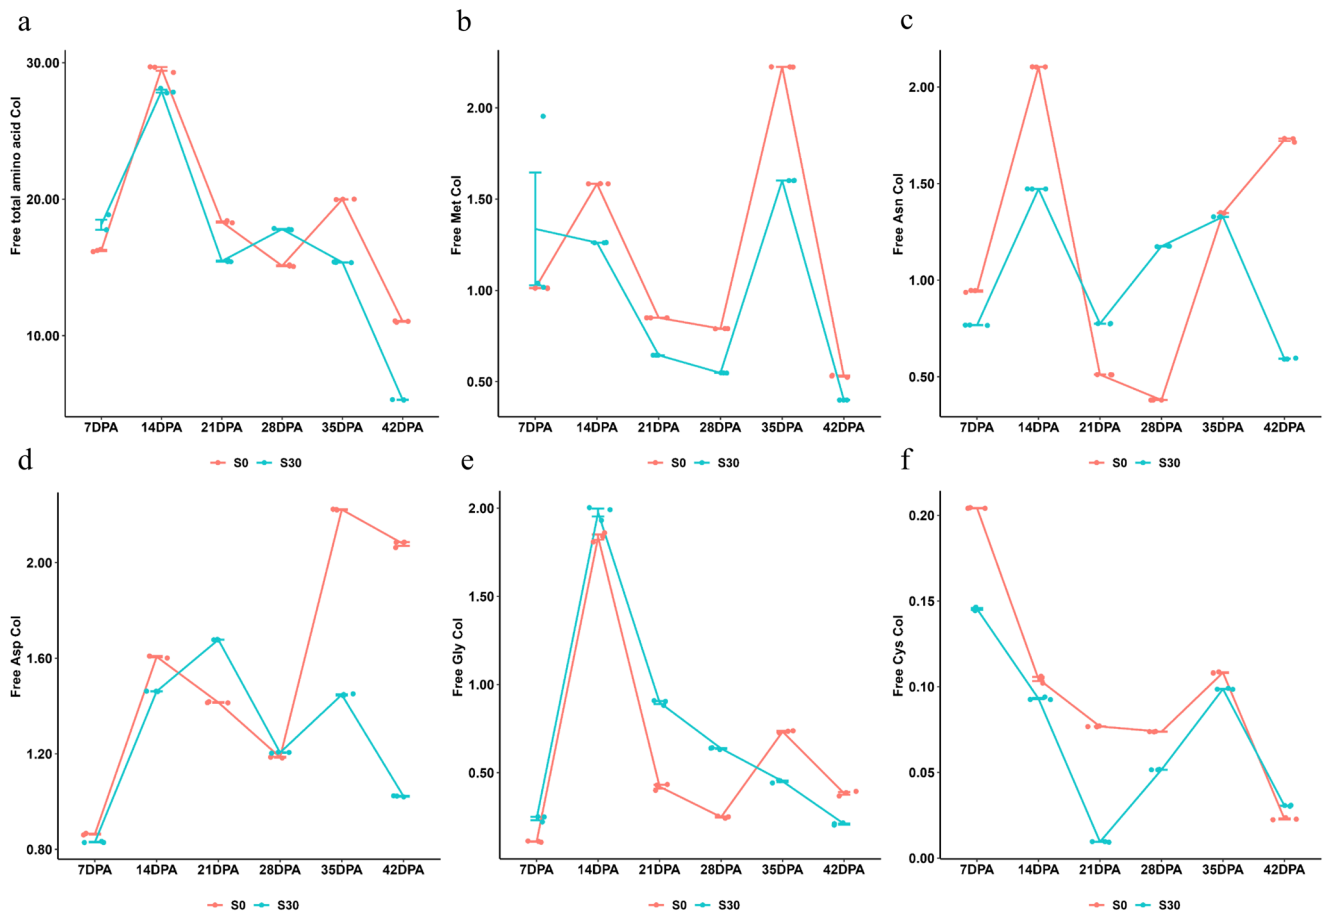 a
Free total amino acid Col
30.00
20.00
10.00
7DPA 14DPA 21DPA 28DPA 35DPA 42DPA
S0 S30
b
Free Met Col
2.00
1.50
1.00
0.50
7DPA 14DPA 21DPA 28DPA 35DPA 42DPA
S0 S30
c
Free Asn Col
2.00
1.50
1.00
0.50
7DPA 14DPA 21DPA 28DPA 35DPA 42DPA
S0 S30
d
Free Asp Col
2.00
1.60
1.20
0.80
7DPA 14DPA 21DPA 28DPA 35DPA 42DPA
S0 S30
e
Free Gly Col
2.00
1.50
1.00
0.50
7DPA 14DPA 21DPA 28DPA 35DPA 42DPA
S0 S30
f
Free Cys Col
0.20
0.15
0.10
0.05
0.00
7DPA 14DPA 21DPA 28DPA 35DPA 42DPA
S0 S30